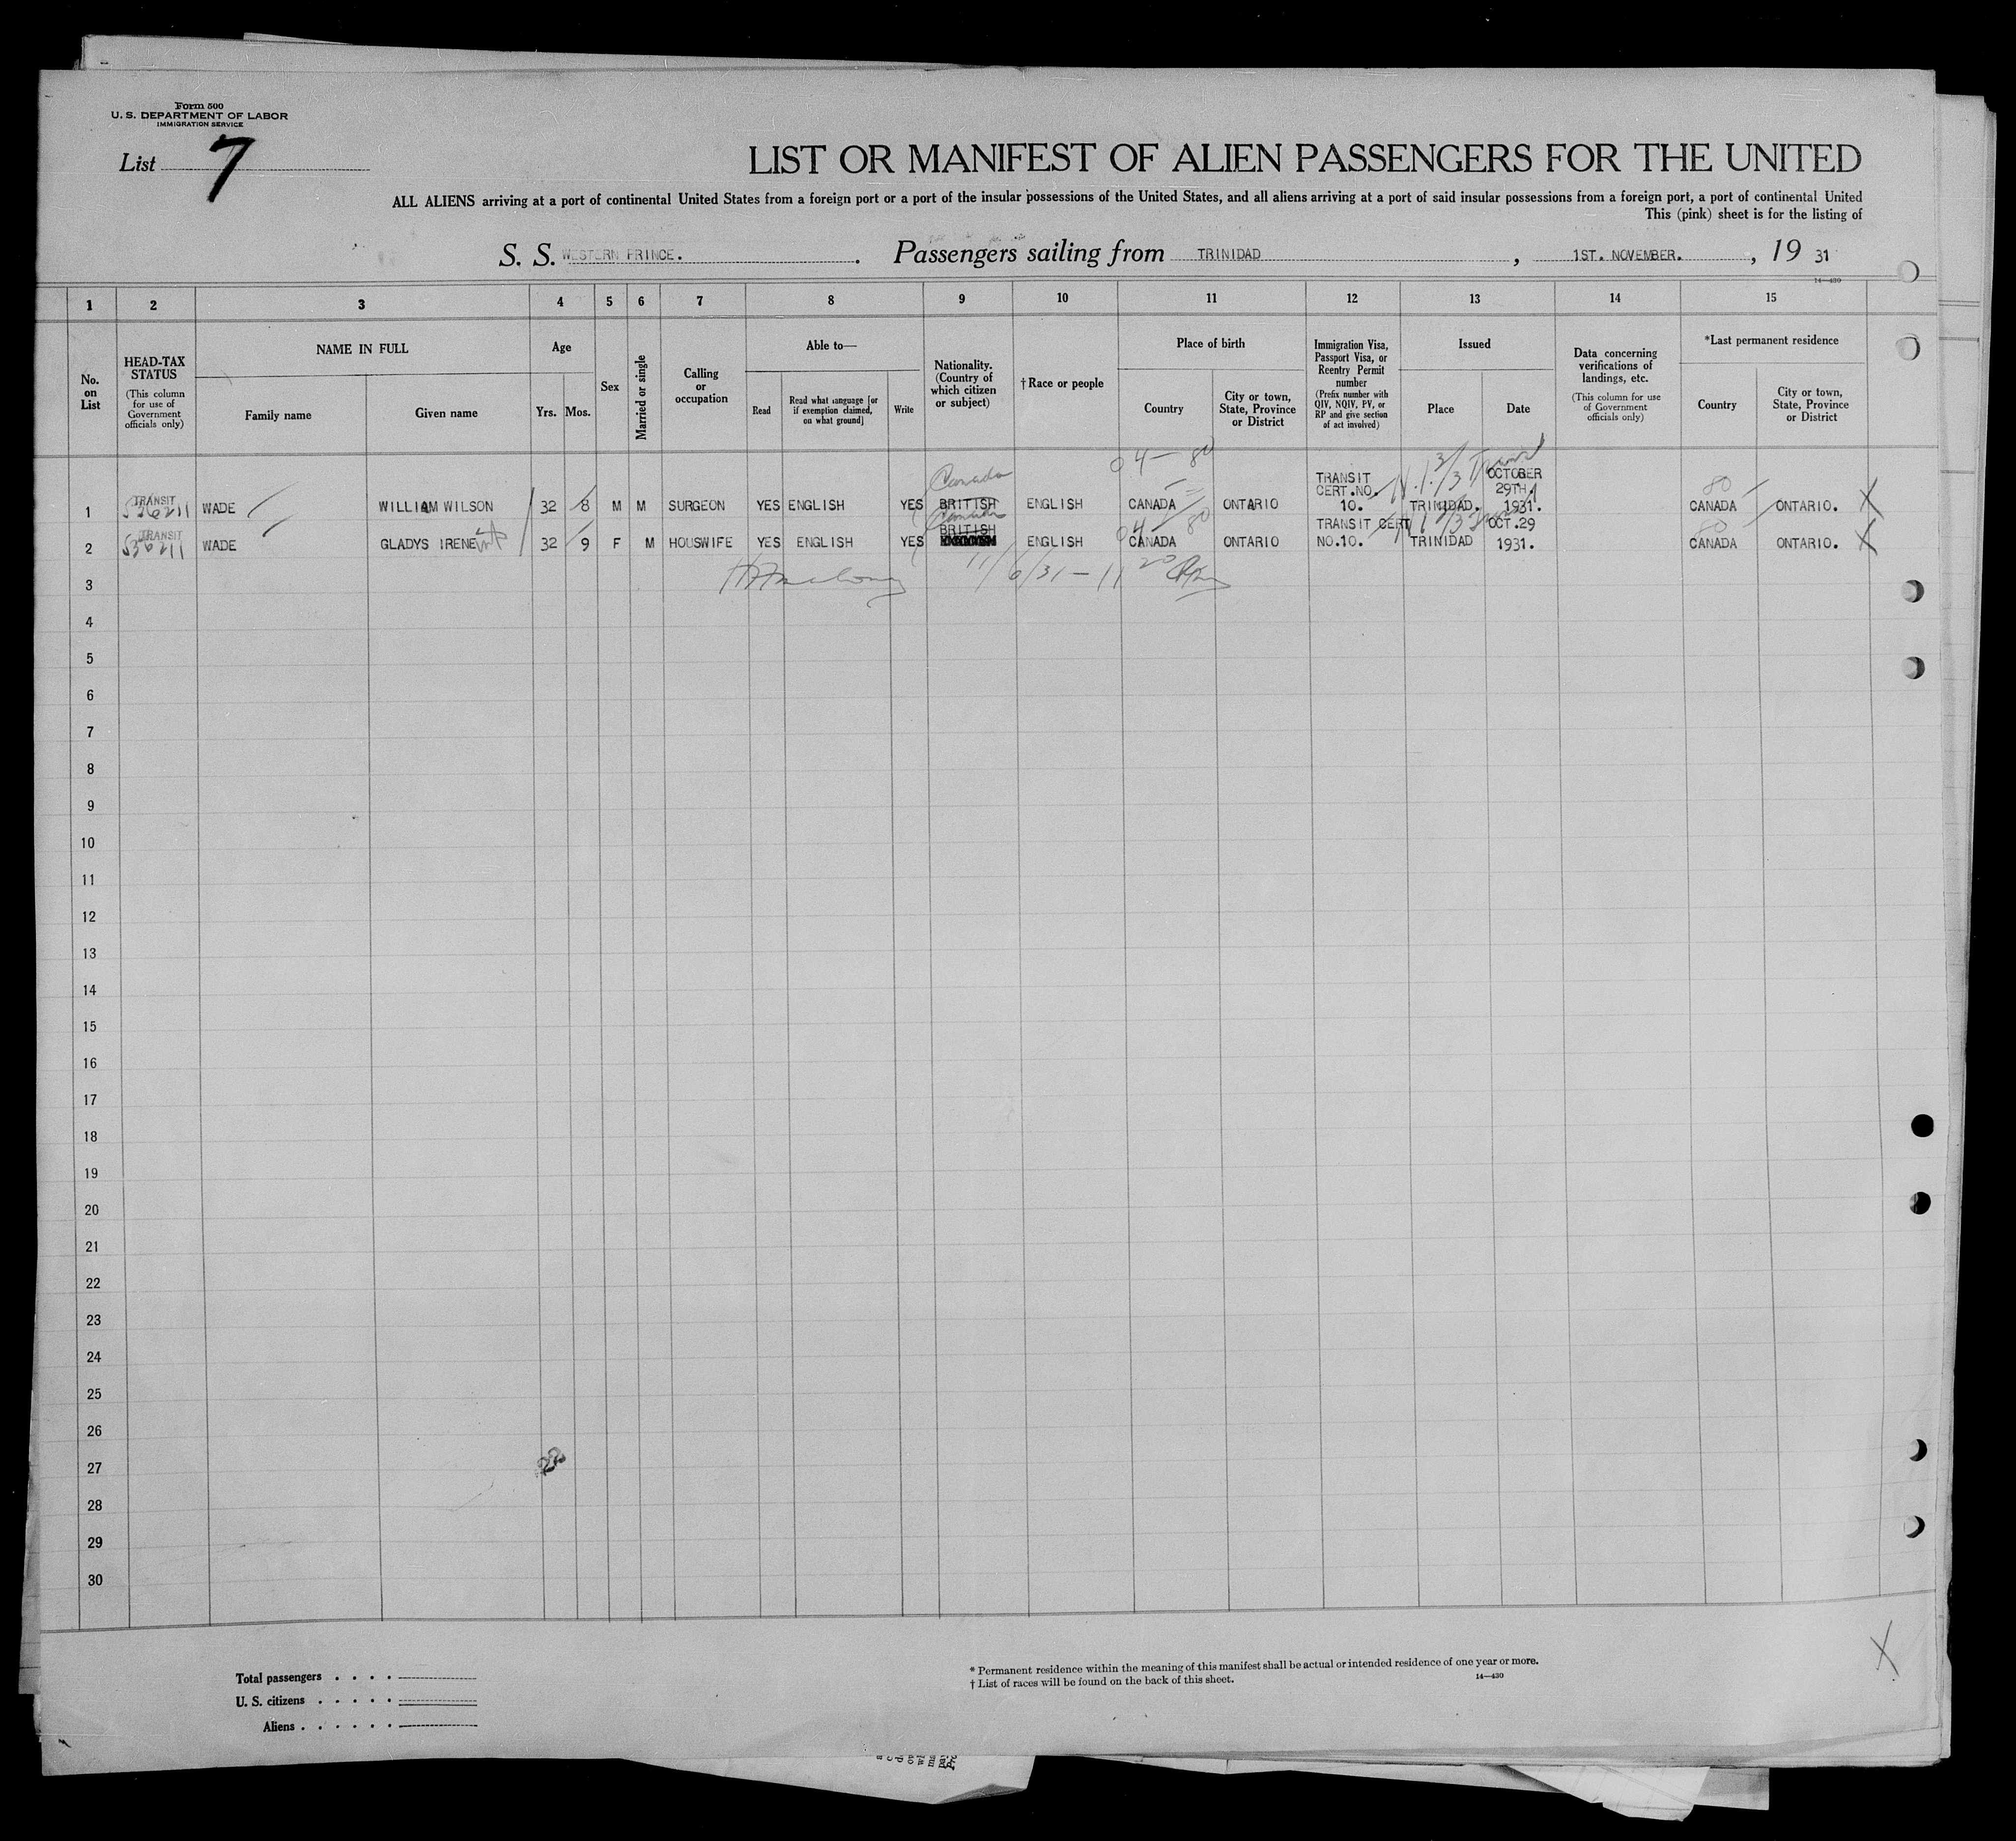 Form 500
U. S. DEPARTMENT OF LABOR
IMMIGRATION SERVICE
List 7
LIST OR MANIFEST OF ALIEN PASSENGERS FOR THE UNITED
ALL ALIENS arriving at a port of continental United States from a foreign port or a port of the insular possessions of the United States, and all aliens arriving at a port of said insular possessions from a foreign port, a port of continental United
This (pink) sheet is for the listing of
S. S. WESTERN PRINCE. . Passengers sailing from TRINIDAD , 1ST. NOVEMBER. , 19 31
14—430
1 2 3 4 5 6 7 8 9 10 11 12 13 14 15
No. on List
HEAD-TAX STATUS
(This column for use of Government officials only)
NAME IN FULL
Family name
Given name
Age
Yrs.
Mos.
Sex
Married or single
Calling or occupation
Able to—
Read
Read what language [or if exemption claimed, on what ground]
Write
Nationality. (Country of which citizen or subject)
† Race or people
Place of birth
Country
City or town, State, Province or District
Immigration Visa, Passport Visa, or Reentry Permit number
(Prefix number with QIV, NQIV, PV, or RP and give section of act involved)
Issued
Place
Date
Data concerning verifications of landings, etc.
(This column for use of Government officials only)
*Last permanent residence
Country
City or town, State, Province or District
04 — 80
Canada
1 TRANSIT 536211 WADE WILLIAM WILSON 32 8 M M SURGEON YES ENGLISH YES BRITISH ENGLISH CANADA ONTARIO TRANSIT CERT.NO. 10. TRINIDAD. OCTOBER 29TH 1931. 80 CANADA ONTARIO. X
Canada
04 80
2 TRANSIT 536211 WADE GLADYS IRENE 32 9 F M HOUSWIFE YES ENGLISH YES BRITISH ENGLISH CANADA ONTARIO TRANSIT CERT NO.10. TRINIDAD OCT.29 1931. 80 CANADA ONTARIO. X
3 11/6/31 — 11 20
4
5
6
7
8
9
10
11
12
13
14
15
16
17
18
19
20
21
22
23
24
25
26
27
28
29
30
X
Total passengers . . . .
U. S. citizens . . . . .
Aliens . . . . . .
* Permanent residence within the meaning of this manifest shall be actual or intended residence of one year or more.
† List of races will be found on the back of this sheet.
14—430